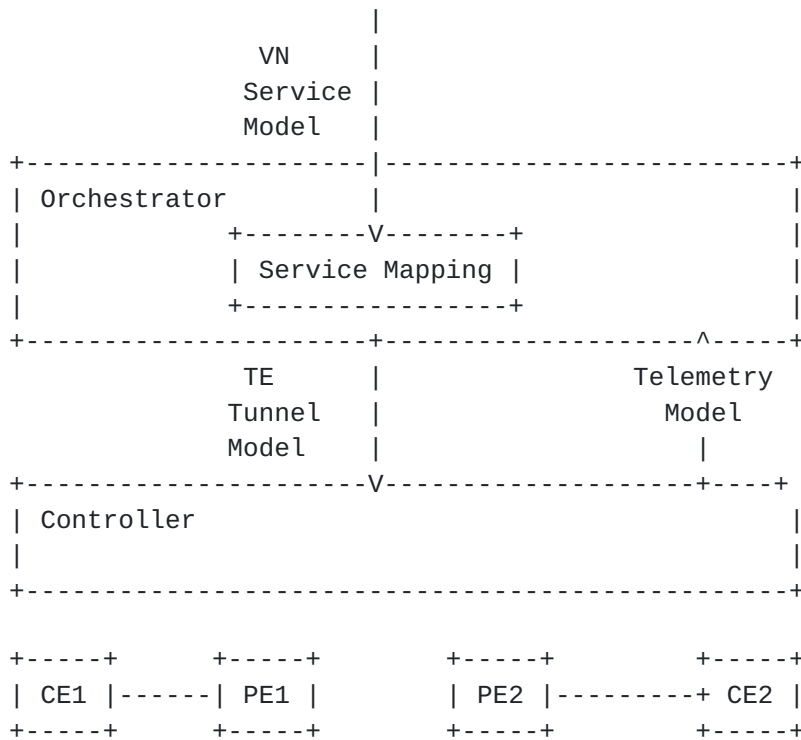 |
                VN     |
               Service |
               Model   |
+----------------------|--------------------------+
| Orchestrator         |                          |
|             +--------V--------+                 |
|             | Service Mapping |                 |
|             +-----------------+                 |
+----------------------+--------------------^-----+
               TE      |                Telemetry
              Tunnel   |                  Model
              Model    |                    |
+----------------------V--------------------+----+
| Controller                                      |
|                                                 |
+-------------------------------------------------+

+-----+      +-----+        +-----+         +-----+
| CE1 |------| PE1 |        | PE2 |---------+ CE2 |
+-----+      +-----+        +-----+         +-----+